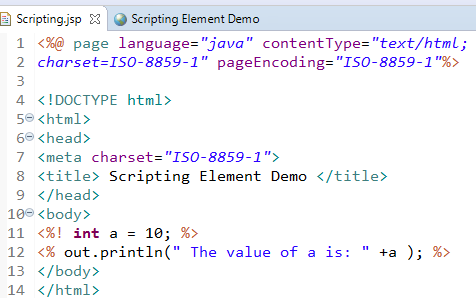 Scripting.jsp Scripting Element Demo
1 <%@ page language="java" contentType="text/html;
2 charset=ISO-8859-1" pageEncoding="ISO-8859-1"%>
3
4 <!DOCTYPE html>
5 <html>
6 <head>
7 <meta charset="ISO-8859-1">
8 <title> Scripting Element Demo </title>
9 </head>
10 <body>
11 <%! int a = 10; %>
12 <% out.println(" The value of a is: " +a ); %>
13 </body>
14 </html>